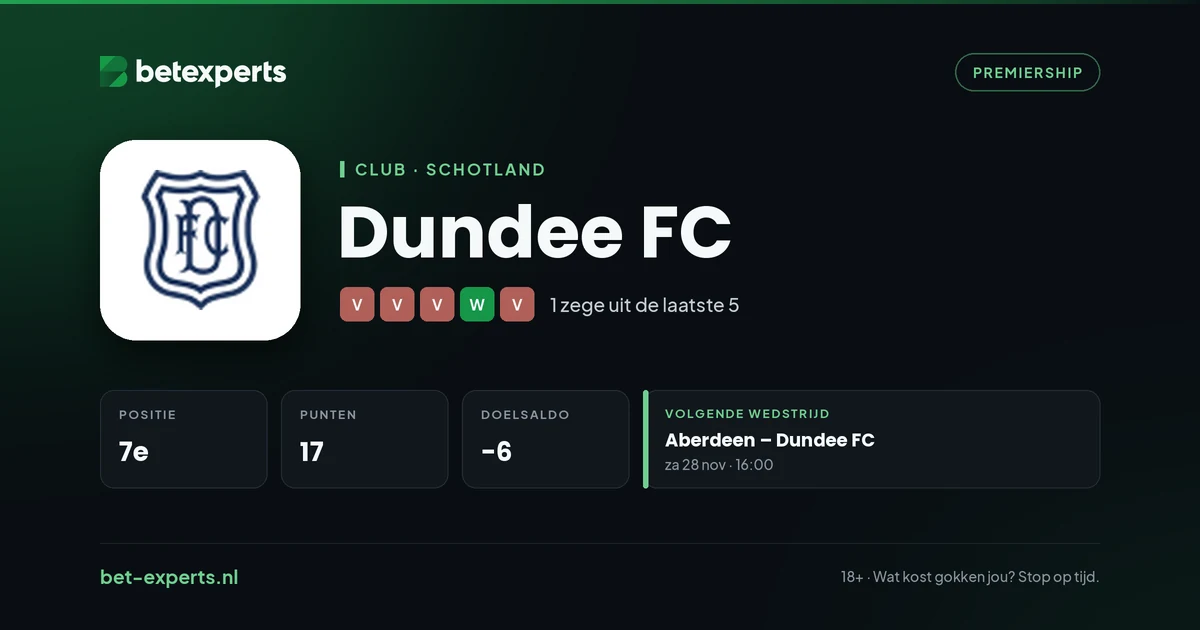 betexperts
PREMIERSHIP
DFC
CLUB · SCHOTLAND
Dundee FC
V V V W V 1 zege uit de laatste 5
POSITIE
7e
PUNTEN
17
DOELSALDO
-6
VOLGENDE WEDSTRIJD
Aberdeen – Dundee FC
za 28 nov · 16:00
bet-experts.nl
18+ · Wat kost gokken jou? Stop op tijd.